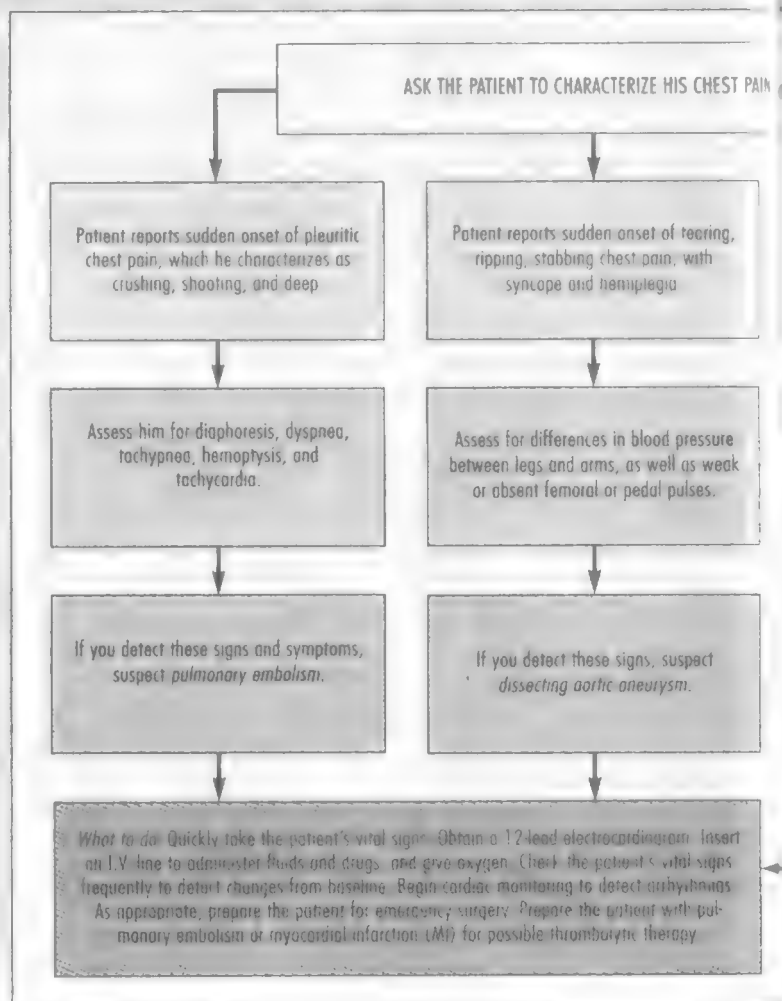 ASK THE PATIENT TO CHARACTERIZE HIS CHEST PAIN
Patient reports sudden onset of pleuritic
chest pain, which he characterizes as
crushing, shooting, and deep
Patient reports sudden onset of tearing,
ripping, stabbing chest pain, with
syncope and hemiplegia
Assess him for diaphoresis, dyspnea,
tachypnea, hemoptysis, and
tachycardia.
Assess for differences in blood pressure
between legs and arms, as well as weak
or absent femoral or pedal pulses.
If you detect these signs and symptoms,
suspect pulmonary embolism.
If you detect these signs, suspect
dissecting aortic aneurysm.
What to do: Quickly take the patient's vital signs. Obtain a 12-lead electrocardiogram. Insert
an I.V. line to administer fluids and drugs, and give oxygen. Check the patient's vital signs
frequently to detect changes from baseline. Begin cardiac monitoring to detect arrhythmias.
As appropriate, prepare the patient for emergency surgery. Prepare the patient with pul-
monary embolism or myocardial infarction (MI) for possible thrombolytic therapy